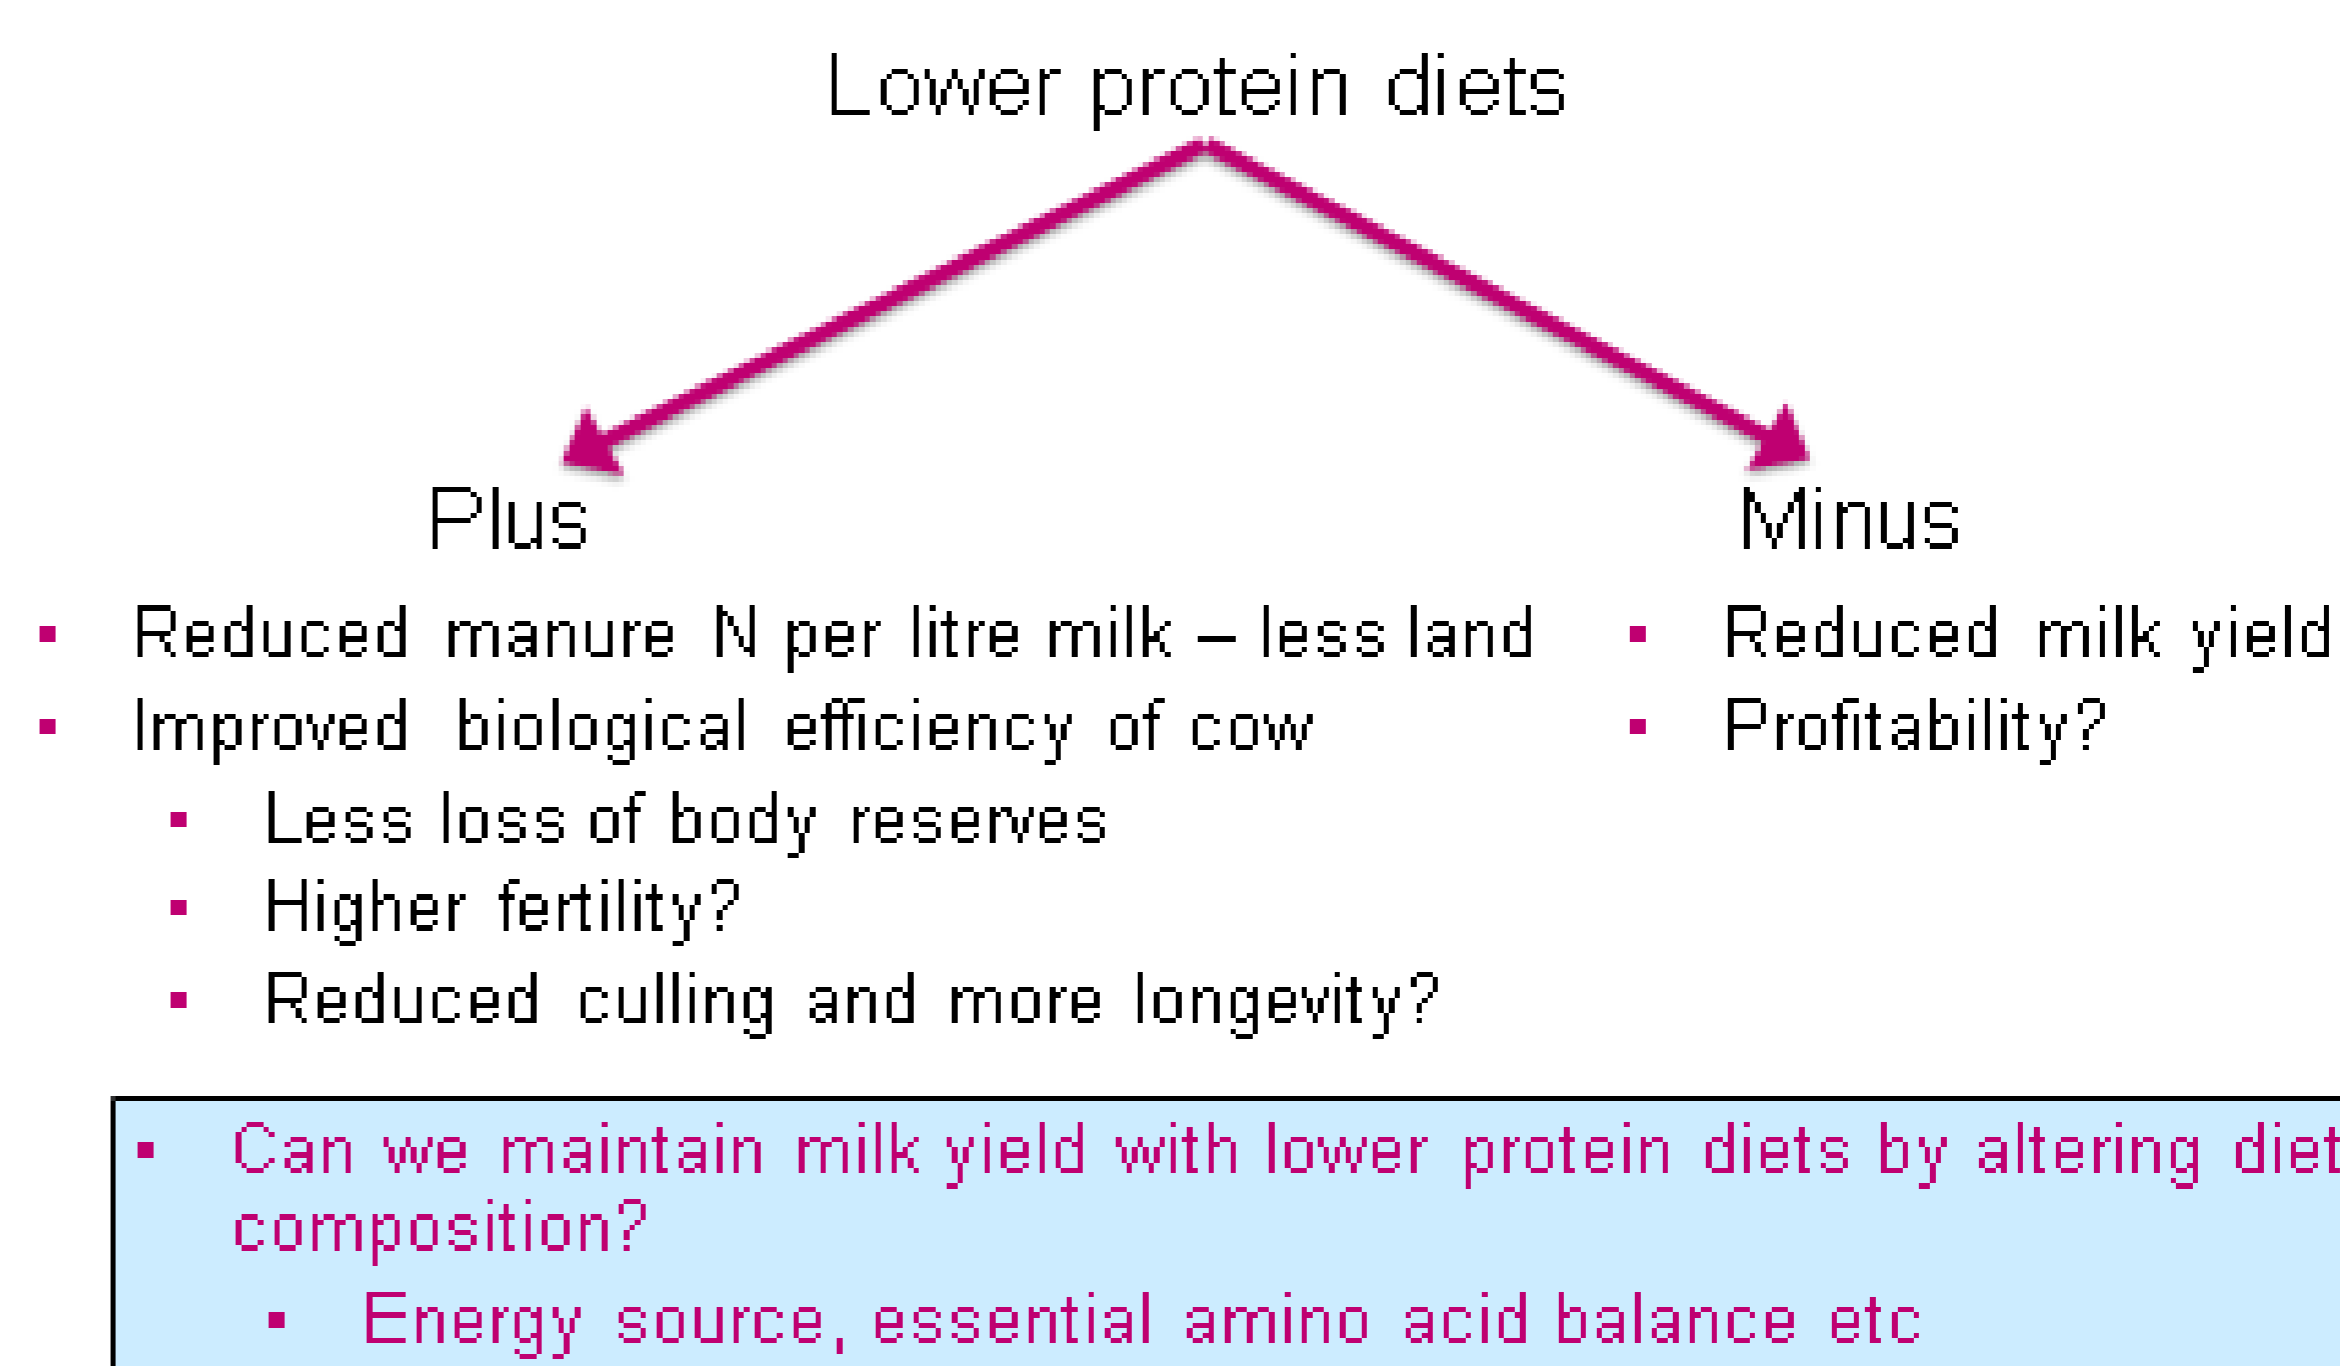 Lower protein diets
Plus
Reduced manure N per litre milk – less land
Improved biological efficiency of cow
Less loss of body reserves
Higher fertility?
Reduced culling and more longevity?
Minus
Reduced milk yield
Profitability?
Can we maintain milk yield with lower protein diets by altering diet
composition?
Energy source, essential amino acid balance etc